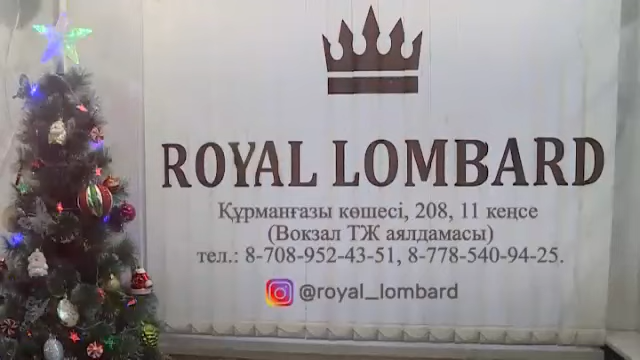 ROYAL LOMBARD
Құрманғазы көшесі, 208, 11 кеңсе
(Вокзал ТЖ аялдамасы)
тел.: 8-708-952-43-51, 8-778-540-94-25.
@royal_lombard